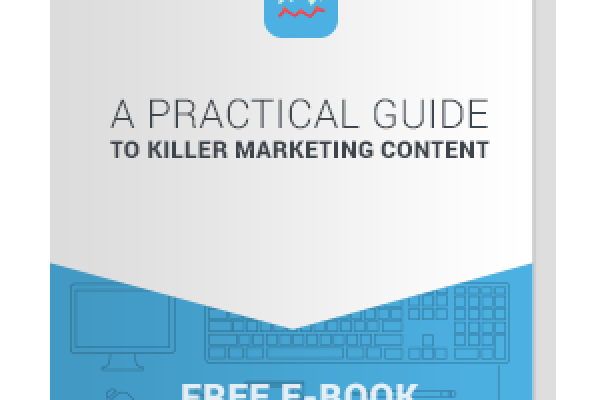 A PRACTICAL GUIDE
TO KILLER MARKETING CONTENT
FREE E-BOOK